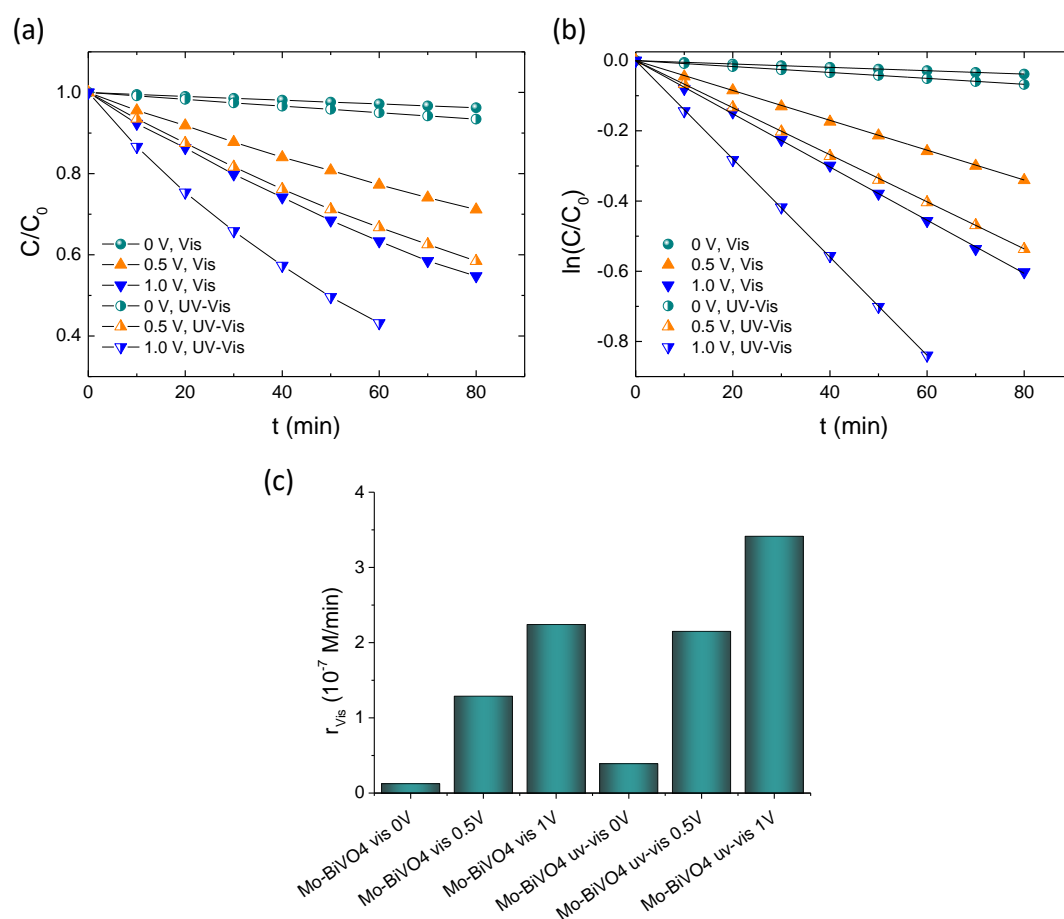 (a)
1.0
0.8
0.6
0.4
C/C0
0 V, Vis
0.5 V, Vis
1.0 V, Vis
0 V, UV-Vis
0.5 V, UV-Vis
1.0 V, UV-Vis
0 20 40 60 80
t (min)
(b)
0.0
-0.2
-0.4
-0.6
-0.8
ln(C/C0)
0 V, Vis
0.5 V, Vis
1.0 V, Vis
0 V, UV-Vis
0.5 V, UV-Vis
1.0 V, UV-Vis
0 20 40 60 80
t (min)
(c)
4
3
2
1
0
rVis (10-7 M/min)
Mo-BiVO4 vis 0V
Mo-BiVO4 vis 0.5V
Mo-BiVO4 vis 1V
Mo-BiVO4 uv-vis 0V
Mo-BiVO4 uv-vis 0.5V
Mo-BiVO4 uv-vis 1V